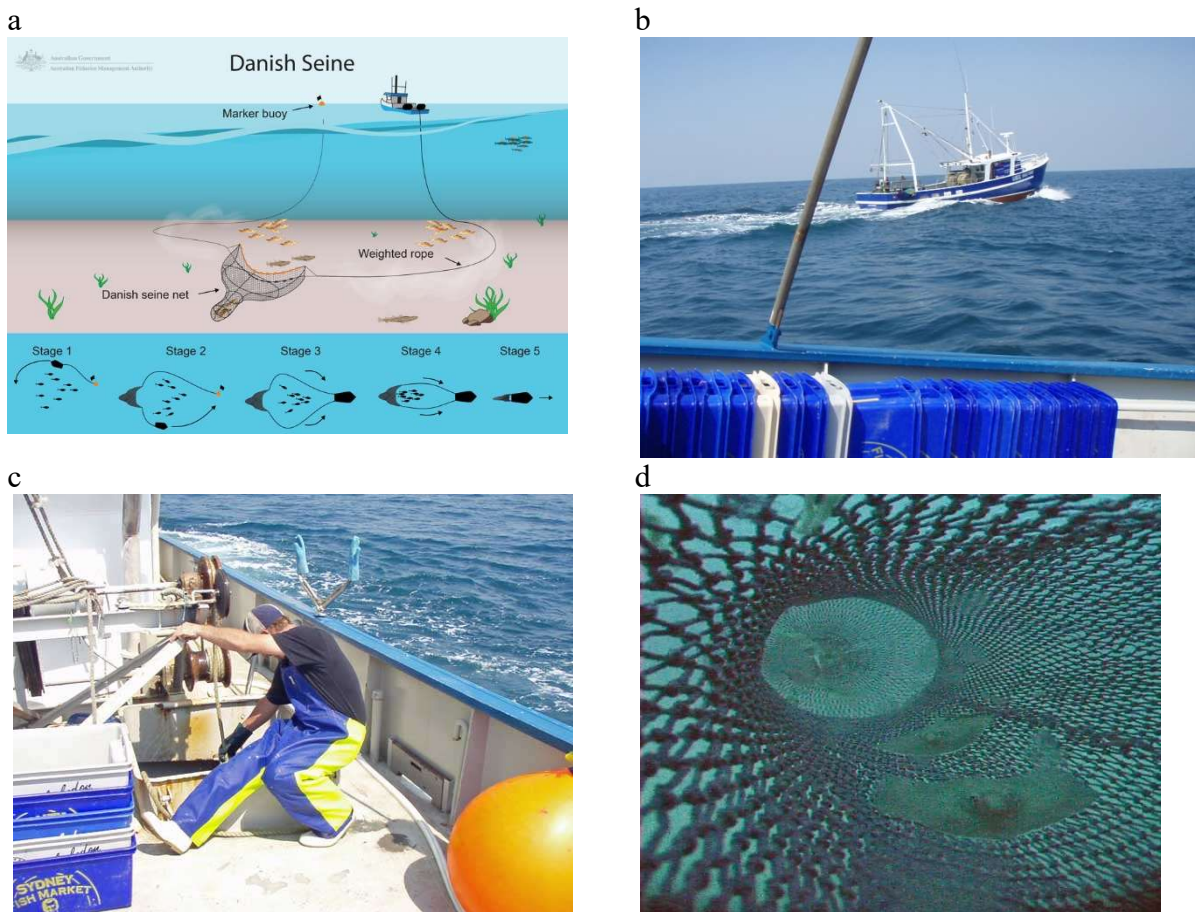 a
b
Australian Government
Australian Fisheries Management Authority
Danish Seine
Marker buoy
Weighted rope
Danish seine net
Stage 1
Stage 2
Stage 3
Stage 4
Stage 5
c
d
SYDNEY
FISH MARKET